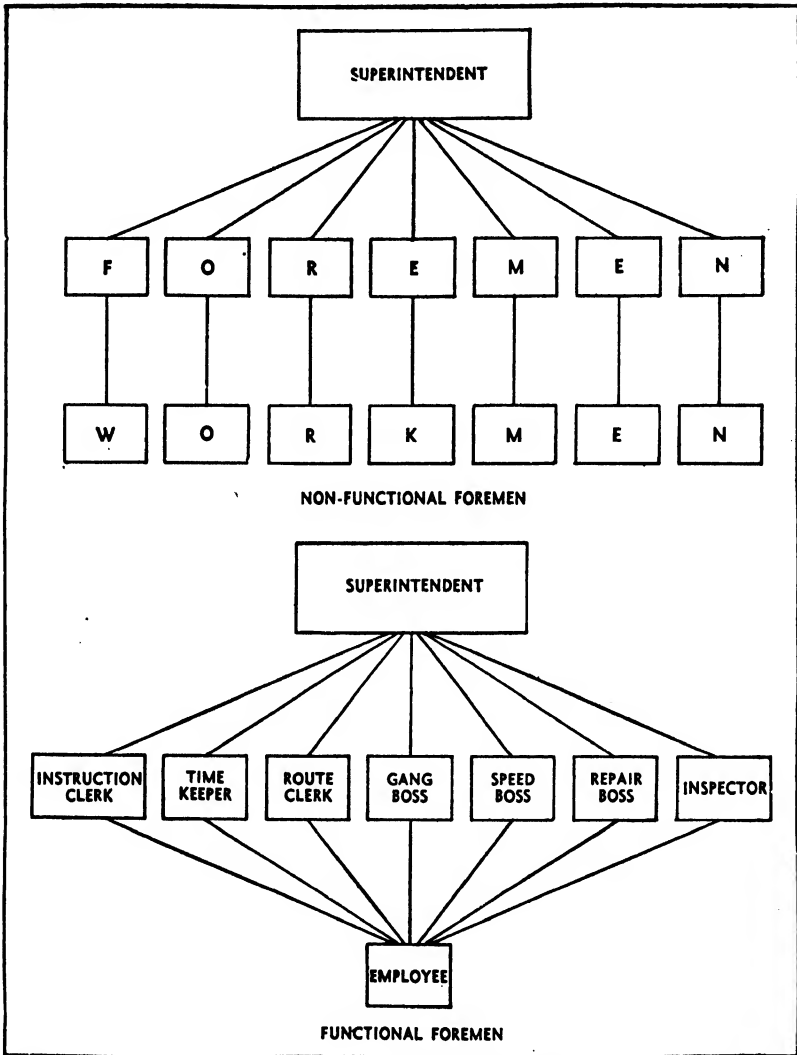 SUPERINTENDENT
F O R E M E N
W O R K M E N
NON-FUNCTIONAL FOREMEN
SUPERINTENDENT
INSTRUCTION CLERK
TIME KEEPER
ROUTE CLERK
GANG BOSS
SPEED BOSS
REPAIR BOSS
INSPECTOR
EMPLOYEE
FUNCTIONAL FOREMEN